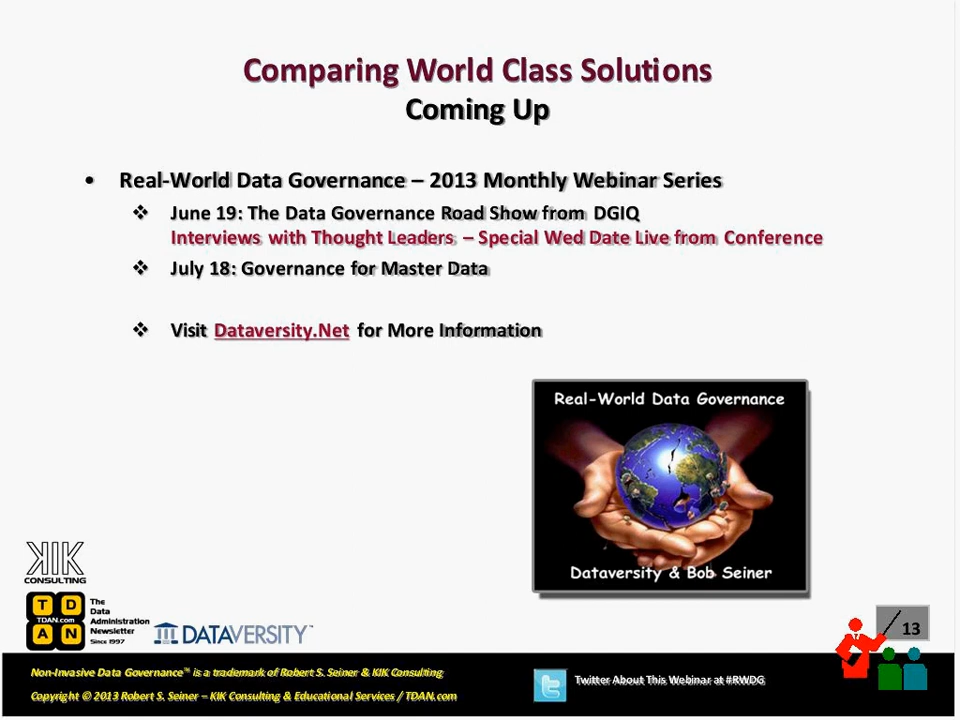 Comparing World Class Solutions
Coming Up
• Real-World Data Governance – 2013 Monthly Webinar Series
❖ June 19: The Data Governance Road Show from DGIQ
Interviews with Thought Leaders – Special Wed Date Live from Conference
❖ July 18: Governance for Master Data
❖ Visit Dataversity.Net for More Information
Real-World Data Governance
Dataversity & Bob Seiner
KIK
CONSULTING
T D
TDAN.com
A N
The
Data
Administration
Newsletter
Since 1997
DATAVERSITY™
13
Non-Invasive Data Governance™ is a trademark of Robert S. Seiner & KIK Consulting
Copyright © 2013 Robert S. Seiner – KIK Consulting & Educational Services / TDAN.com
Twitter About This Webinar at #RWDG